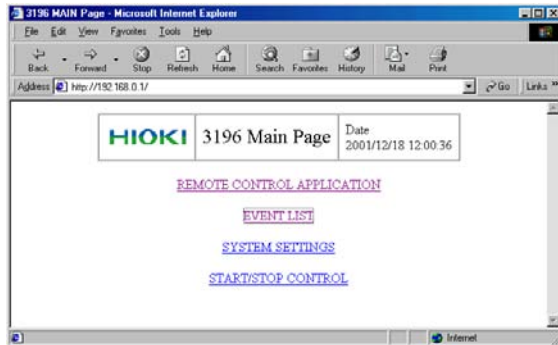 3196 MAIN Page - Microsoft Internet Explorer
File Edit View Favorites Tools Help
Back Forward Stop Refresh Home Search Favorites History Mail Print
Address http://192.168.0.1/ Go Links »
HIOKI 3196 Main Page Date
2001/12/18 12:00:36
REMOTE CONTROL APPLICATION
EVENT LIST
SYSTEM SETTINGS
START/STOP CONTROL
Internet